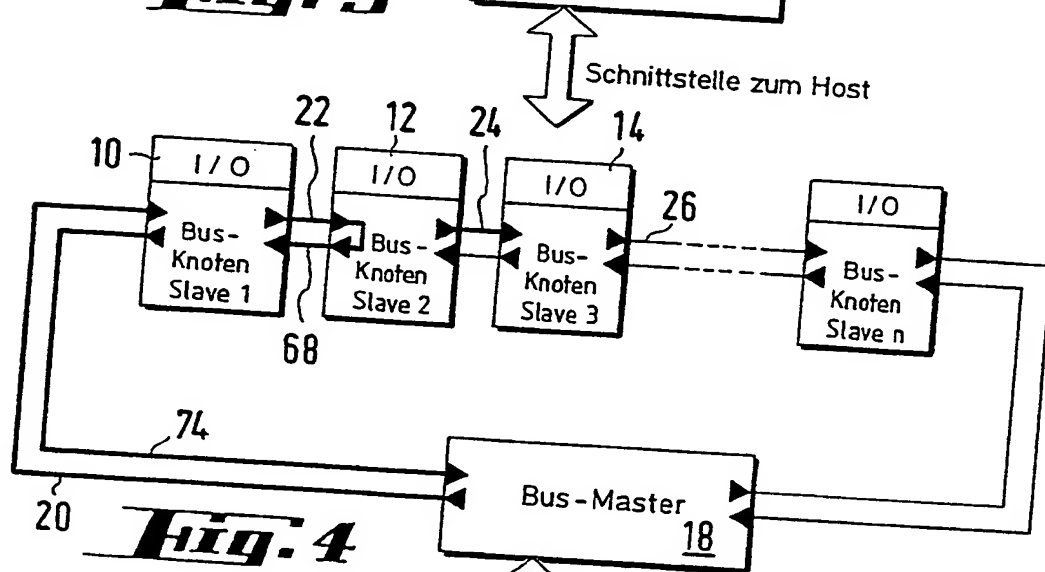 Schnittstelle zum Host
10
22
12
24
14
26
I/O
I/O
I/O
I/O
Bus-
Knoten
Slave 1
Bus-
Knoten
Slave 2
Bus-
Knoten
Slave 3
Bus-
Knoten
Slave n
68
74
20
Bus-Master
18
Fig. 4